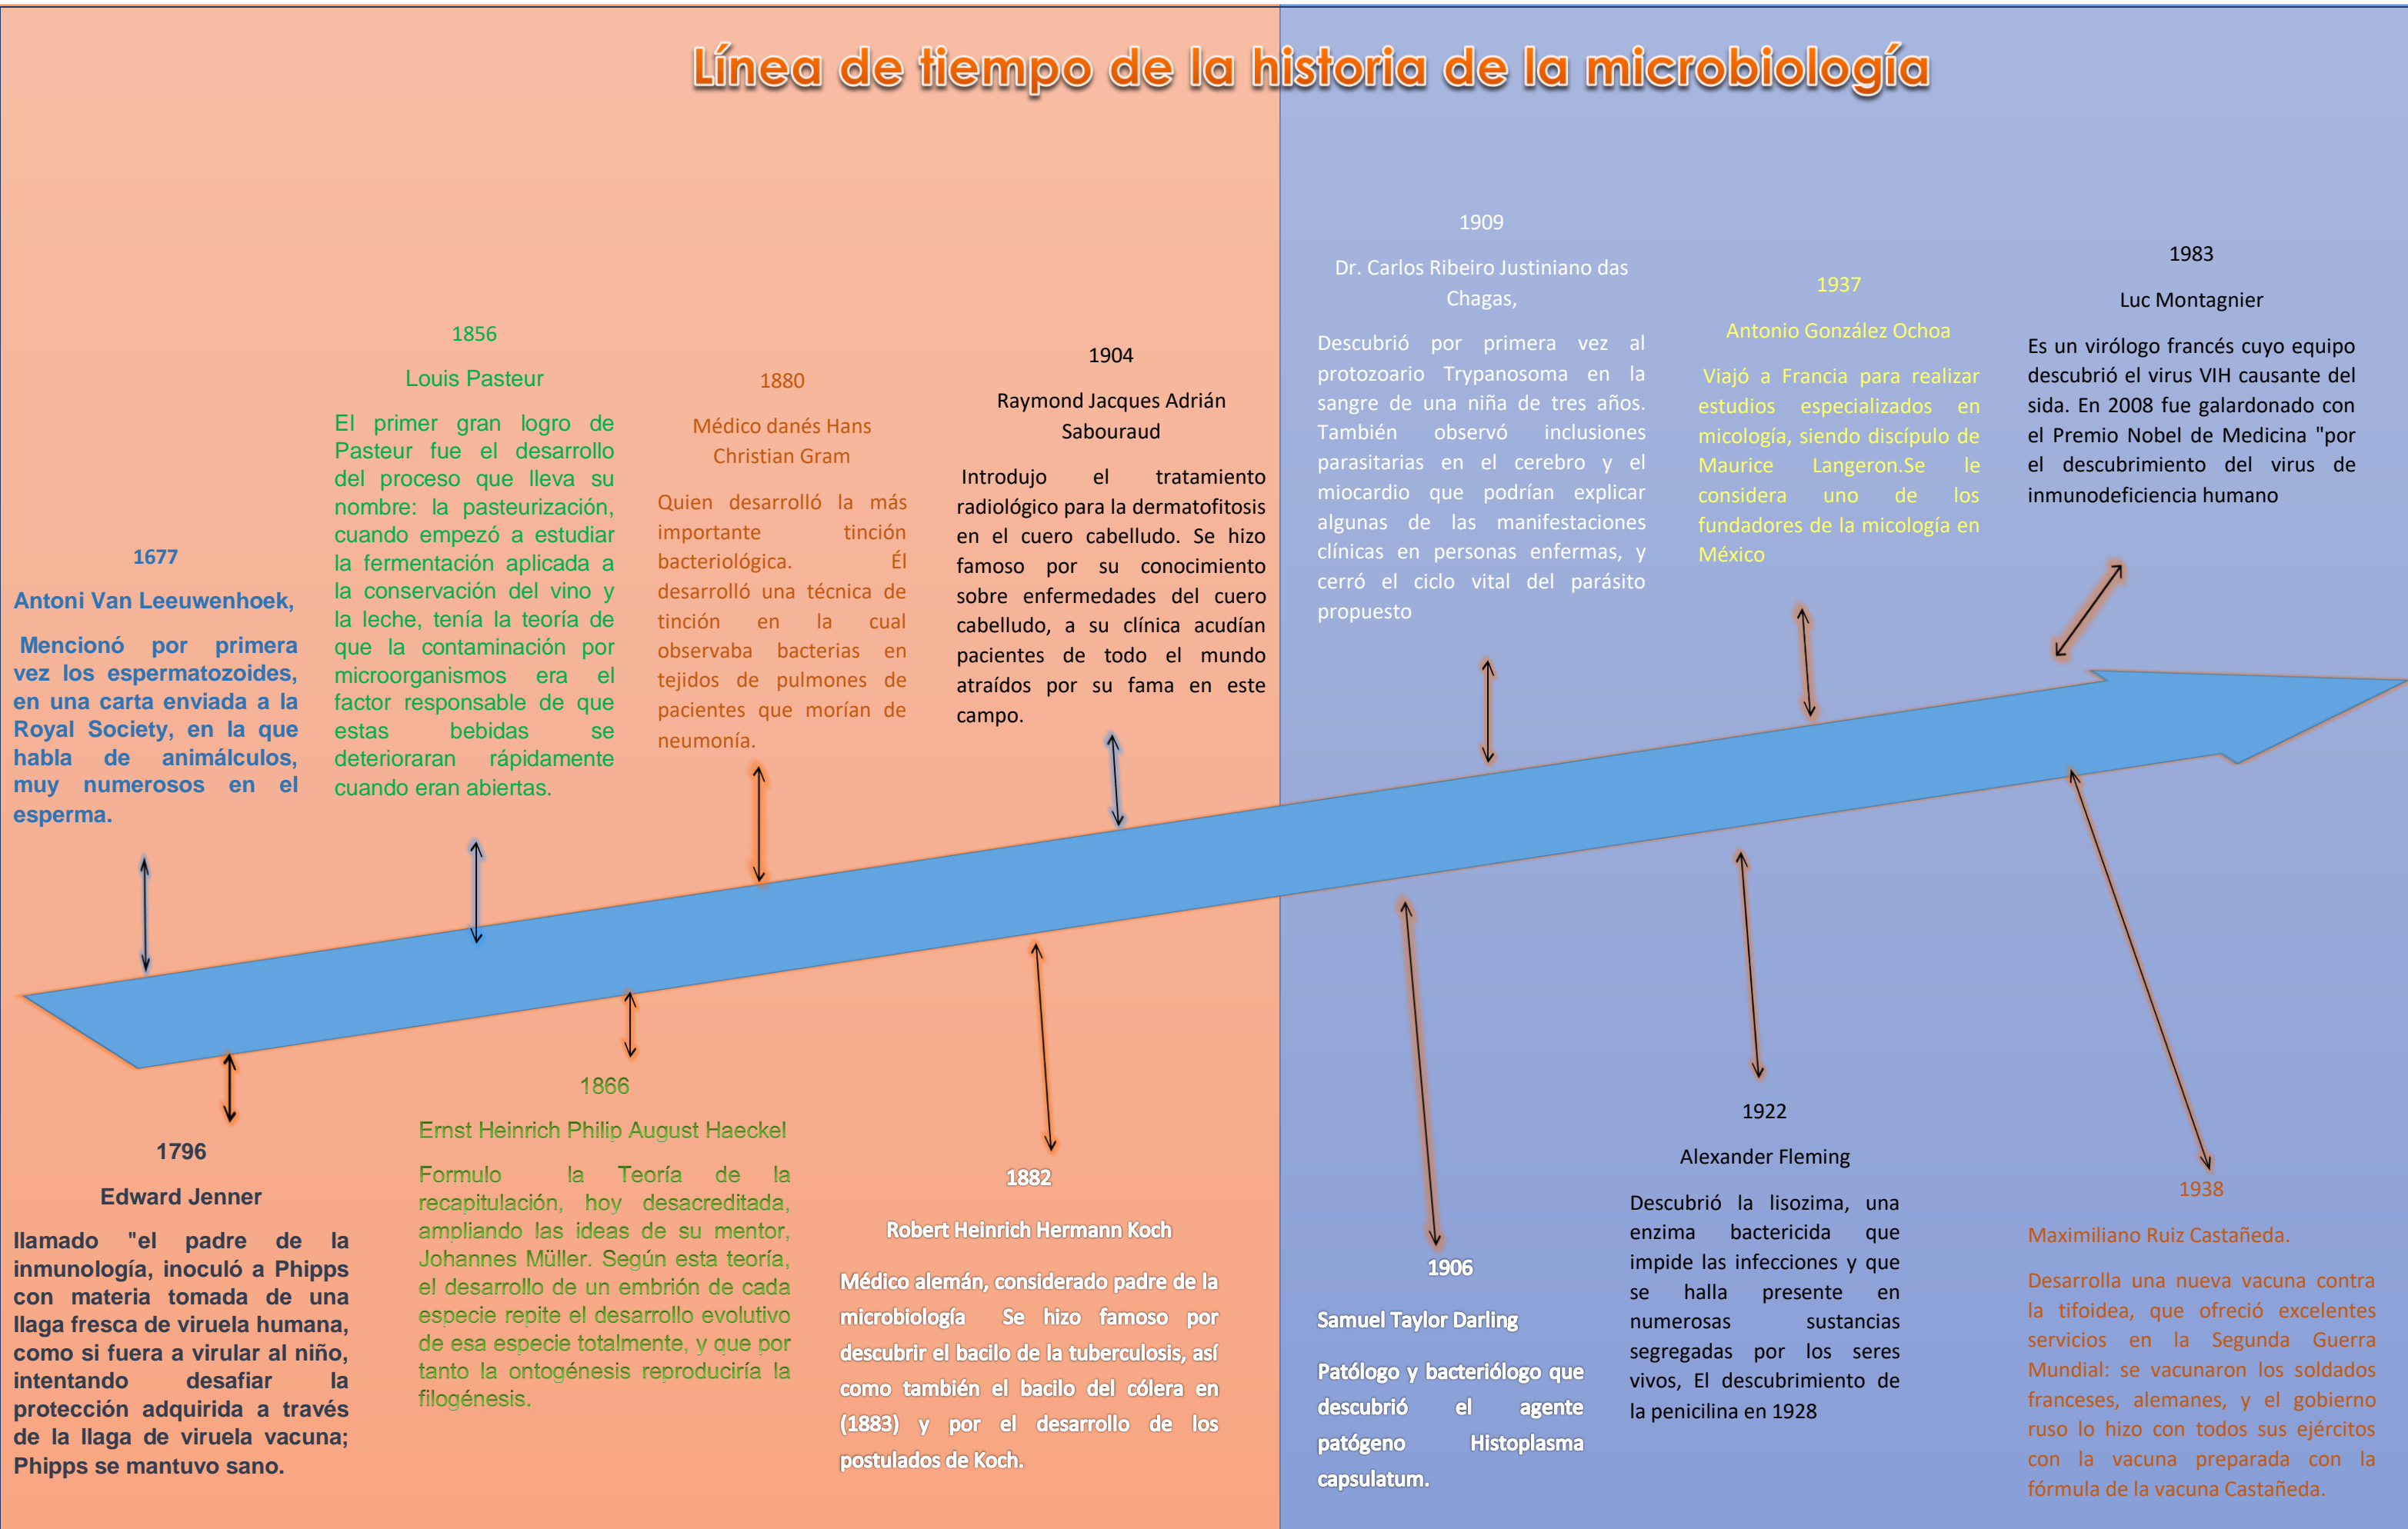 Línea de tiempo de la historia de la microbiología
1677
Antoni Van Leeuwenhoek,
Mencionó por primera
vez los espermatozoides,
en una carta enviada a la
Royal Society, en la que
habla de animálculos,
muy numerosos en el
esperma.
1796
Edward Jenner
llamado "el padre de la
inmunología, inoculó a Phipps
con materia tomada de una
llaga fresca de viruela humana,
como si fuera a virular al niño,
intentando desafiar la
protección adquirida a través
de la llaga de viruela vacuna;
Phipps se mantuvo sano.
1856
Louis Pasteur
El primer gran logro de
Pasteur fue el desarrollo
del proceso que lleva su
nombre: la pasteurización,
cuando empezó a estudiar
la fermentación aplicada a
la conservación del vino y
la leche, tenía la teoría de
que la contaminación por
microorganismos era el
factor responsable de que
estas bebidas se
deterioraran rápidamente
cuando eran abiertas.
1866
Ernst Heinrich Philip August Haeckel
Formulo la Teoría de la
recapitulación, hoy desacreditada,
ampliando las ideas de su mentor,
Johannes Müller. Según esta teoría,
el desarrollo de un embrión de cada
especie repite el desarrollo evolutivo
de esa especie totalmente, y que por
tanto la ontogénesis reproduciría la
filogénesis.
1880
Médico danés Hans
Christian Gram
Quien desarrolló la más
importante tinción
bacteriológica. Él
desarrolló una técnica de
tinción en la cual
observaba bacterias en
tejidos de pulmones de
pacientes que morían de
neumonía.
1882
Robert Heinrich Hermann Koch
Médico alemán, considerado padre de la
microbiología Se hizo famoso por
descubrir el bacilo de la tuberculosis, así
como también el bacilo del cólera en
(1883) y por el desarrollo de los
postulados de Koch.
1904
Raymond Jacques Adrián
Sabouraud
Introdujo el tratamiento
radiológico para la dermatofitosis
en el cuero cabelludo. Se hizo
famoso por su conocimiento
sobre enfermedades del cuero
cabelludo, a su clínica acudían
pacientes de todo el mundo
atraídos por su fama en este
campo.
1906
Samuel Taylor Darling
Patólogo y bacteriólogo que
descubrió el agente
patógeno Histoplasma
capsulatum.
1909
Dr. Carlos Ribeiro Justiniano das
Chagas,
Descubrió por primera vez al
protozoario Trypanosoma en la
sangre de una niña de tres años.
También observó inclusiones
parasitarias en el cerebro y el
miocardio que podrían explicar
algunas de las manifestaciones
clínicas en personas enfermas, y
cerró el ciclo vital del parásito
propuesto
1922
Alexander Fleming
Descubrió la lisozima, una
enzima bactericida que
impide las infecciones y que
se halla presente en
numerosas sustancias
segregadas por los seres
vivos, El descubrimiento de
la penicilina en 1928
1937
Antonio González Ochoa
Viajó a Francia para realizar
estudios especializados en
micología, siendo discípulo de
Maurice Langeron.Se le
considera uno de los
fundadores de la micología en
México
1938
Maximiliano Ruiz Castañeda.
Desarrolla una nueva vacuna contra
la tifoidea, que ofreció excelentes
servicios en la Segunda Guerra
Mundial: se vacunaron los soldados
franceses, alemanes, y el gobierno
ruso lo hizo con todos sus ejércitos
con la vacuna preparada con la
fórmula de la vacuna Castañeda.
1983
Luc Montagnier
Es un virólogo francés cuyo equipo
descubrió el virus VIH causante del
sida. En 2008 fue galardonado con
el Premio Nobel de Medicina "por
el descubrimiento del virus de
inmunodeficiencia humano